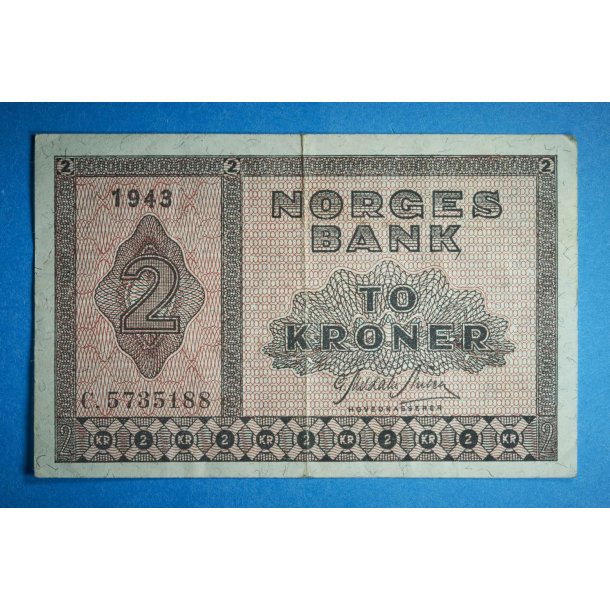 2 2 2
1943
2
C.5735188
NORGES
BANK
TO
KRONER
HOVEDKASSERER
2 KR 2 KR 2 KR 2 KR 2 KR 2 KR 2